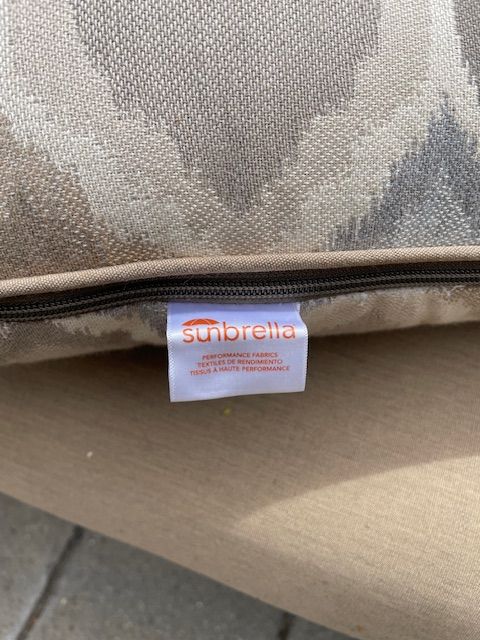 sunbrella
PERFORMANCE FABRICS
TEXTILES DE RENDIMIENTO
TISSUS À HAUTE PERFORMANCE